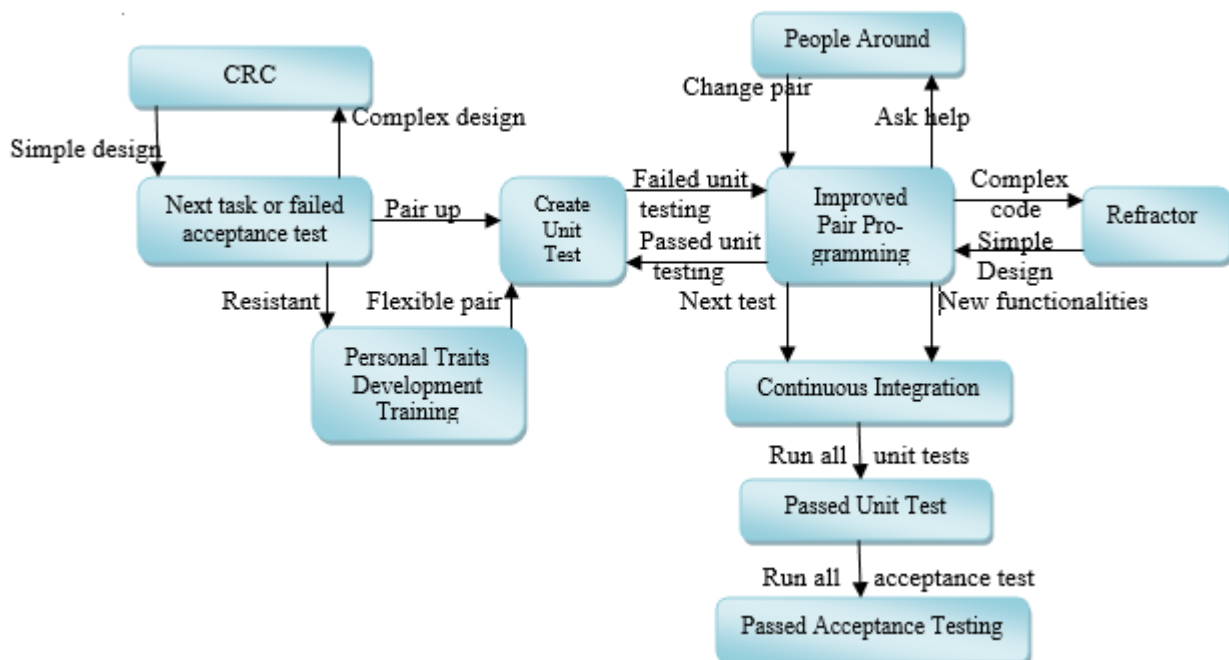 People Around
CRC
Change pair
Complex design
Ask help
Simple design
Next task or failed
acceptance test
Pair up
Create
Unit
Test
Failed unit
testing
Passed unit
testing
Improved
Pair Pro-
gramming
Complex
code
Simple
Design
Refractor
Resistant
Flexible pair
Next test
New functionalities
Personal Traits
Development
Training
Continuous Integration
Run all unit tests
Passed Unit Test
Run all acceptance test
Passed Acceptance Testing